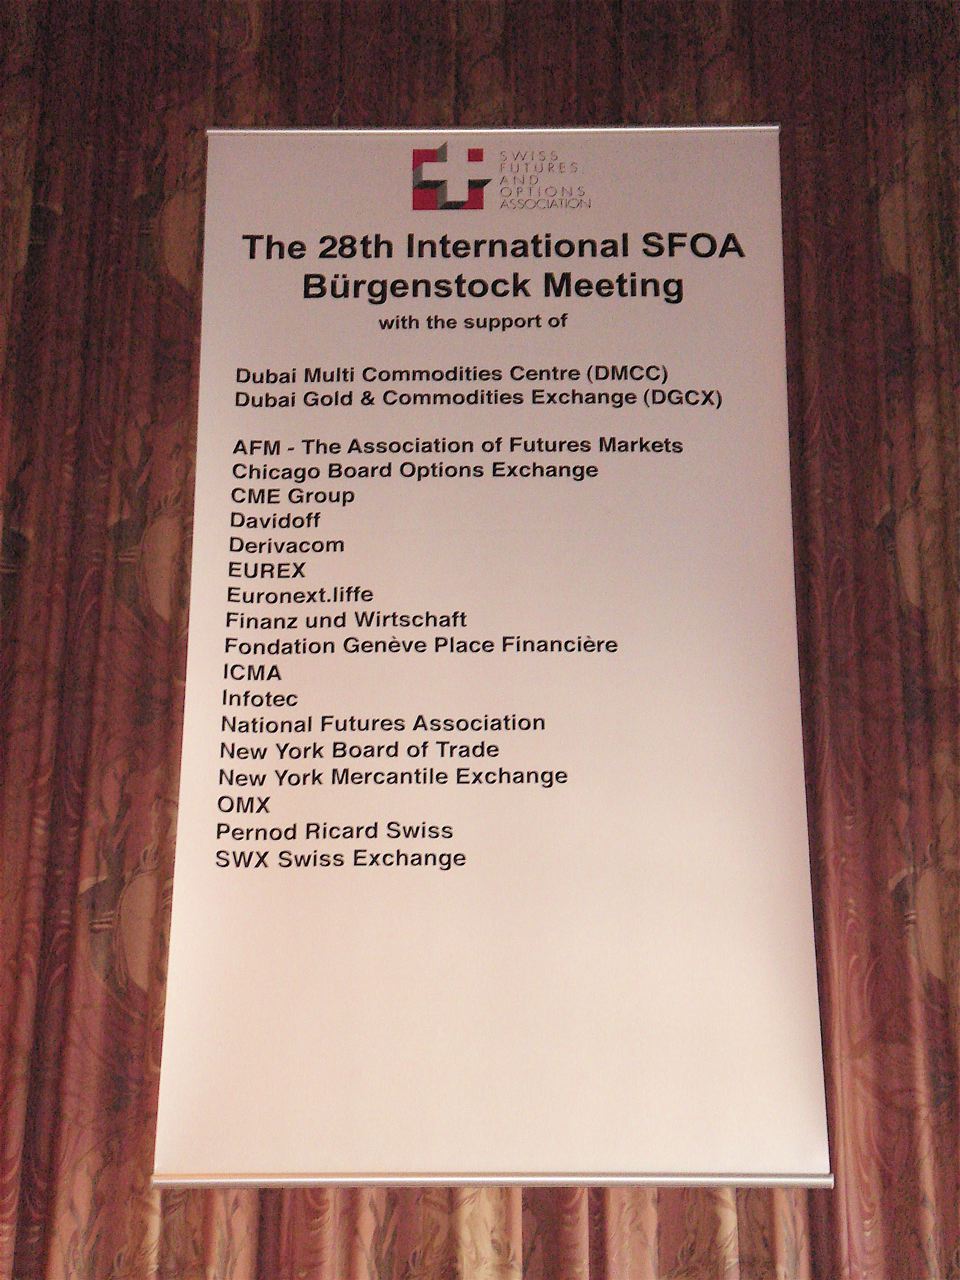 SWISS
FUTURES
AND
OPTIONS
ASSOCIATION
The 28th International SFOA
Bürgenstock Meeting
with the support of
Dubai Multi Commodities Centre (DMCC)
Dubai Gold & Commodities Exchange (DGCX)
AFM - The Association of Futures Markets
Chicago Board Options Exchange
CME Group
Davidoff
Derivacom
EUREX
Euronext.liffe
Finanz und Wirtschaft
Fondation Genève Place Financière
ICMA
Infotec
National Futures Association
New York Board of Trade
New York Mercantile Exchange
OMX
Pernod Ricard Swiss
SWX Swiss Exchange